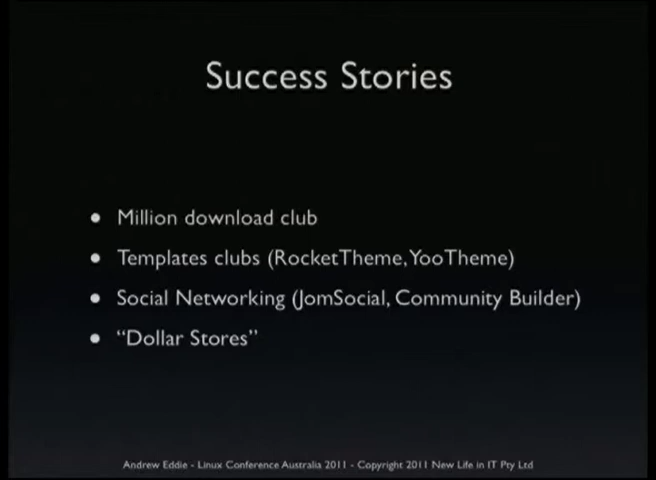 Success Stories
• Million download club
• Templates clubs (RocketTheme, YooTheme)
• Social Networking (JomSocial, Community Builder)
• “Dollar Stores”
Andrew Eddie - Linux Conference Australia 2011 - Copyright 2011 New Life in IT Pty Ltd